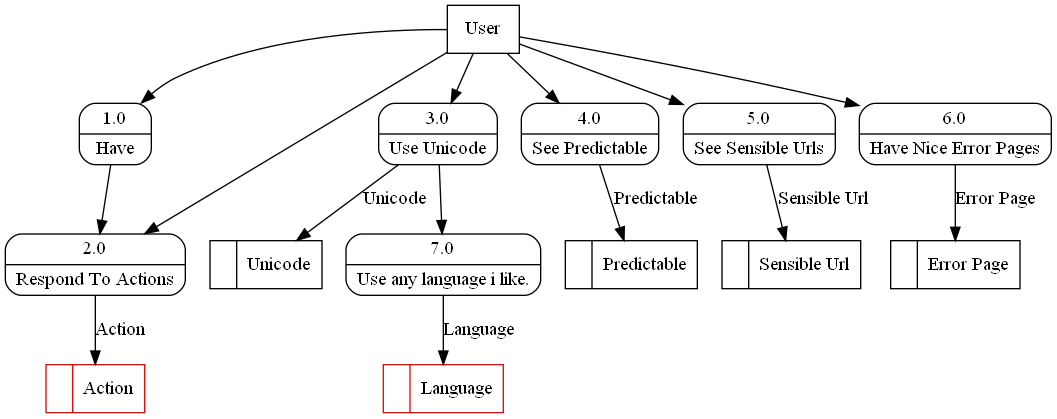 User
1.0
Have
3.0
Use Unicode
4.0
See Predictable
5.0
See Sensible Urls
6.0
Have Nice Error Pages
Unicode
Predictable
Sensible Url
Error Page
2.0
Respond To Actions
Unicode
7.0
Use any language i like.
Predictable
Sensible Url
Error Page
Action
Language
Action
Language